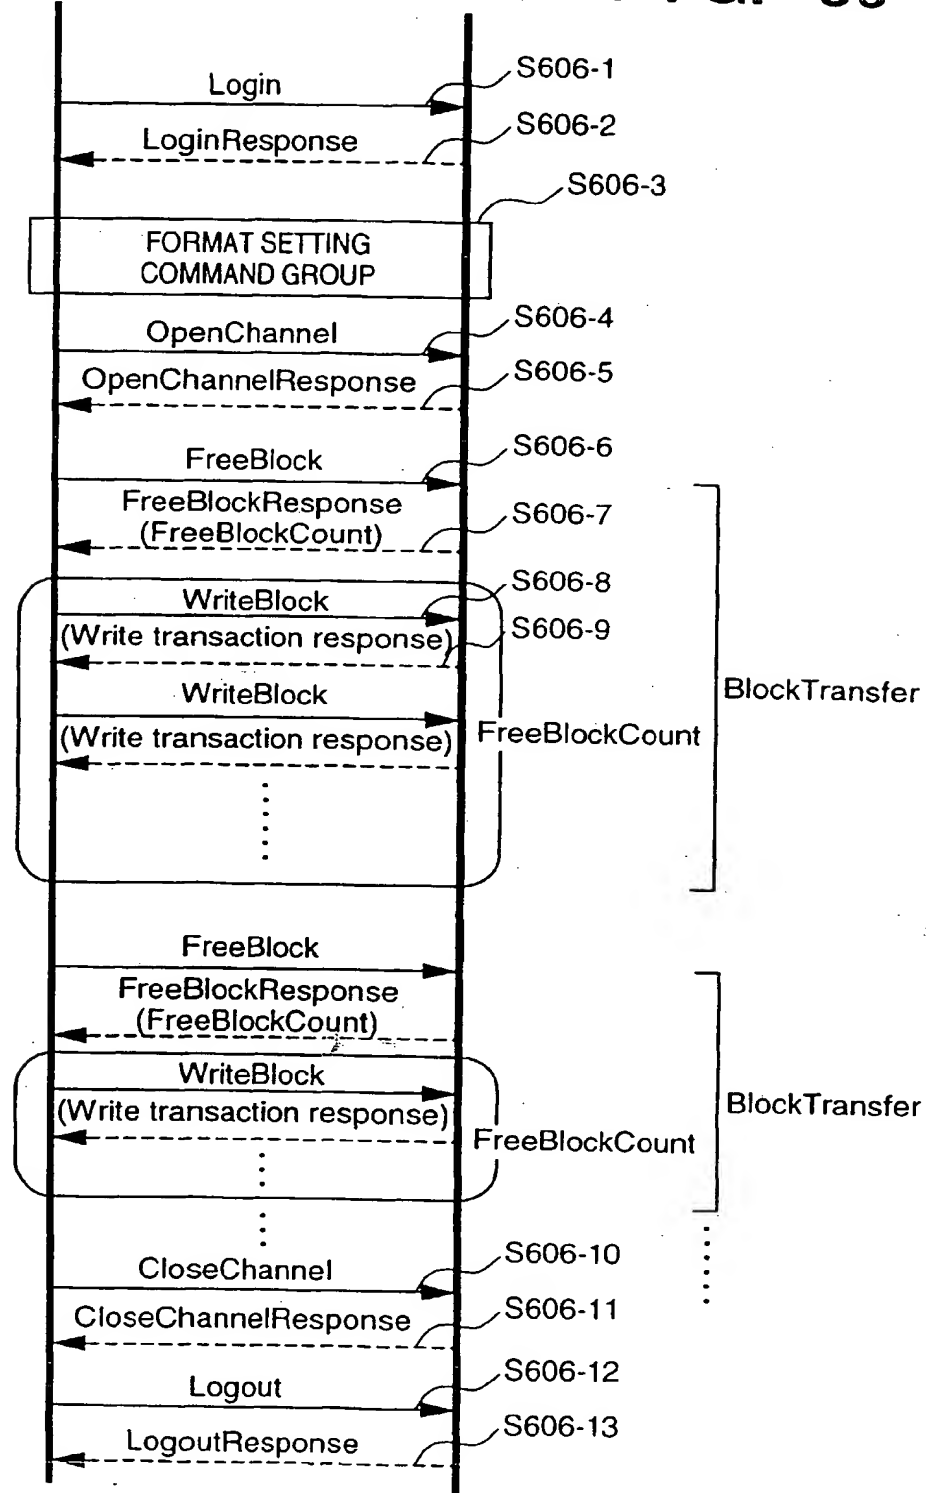 S606-1
Login
S606-2
LoginResponse
S606-3
FORMAT SETTING
COMMAND GROUP
S606-4
OpenChannel
S606-5
OpenChannelResponse
S606-6
FreeBlock
FreeBlockResponse
(FreeBlockCount)
S606-7
S606-8
WriteBlock
S606-9
(Write transaction response)
WriteBlock
(Write transaction response)
FreeBlockCount
BlockTransfer
FreeBlock
FreeBlockResponse
(FreeBlockCount)
WriteBlock
(Write transaction response)
FreeBlockCount
BlockTransfer
S606-10
CloseChannel
S606-11
CloseChannelResponse
S606-12
Logout
S606-13
LogoutResponse